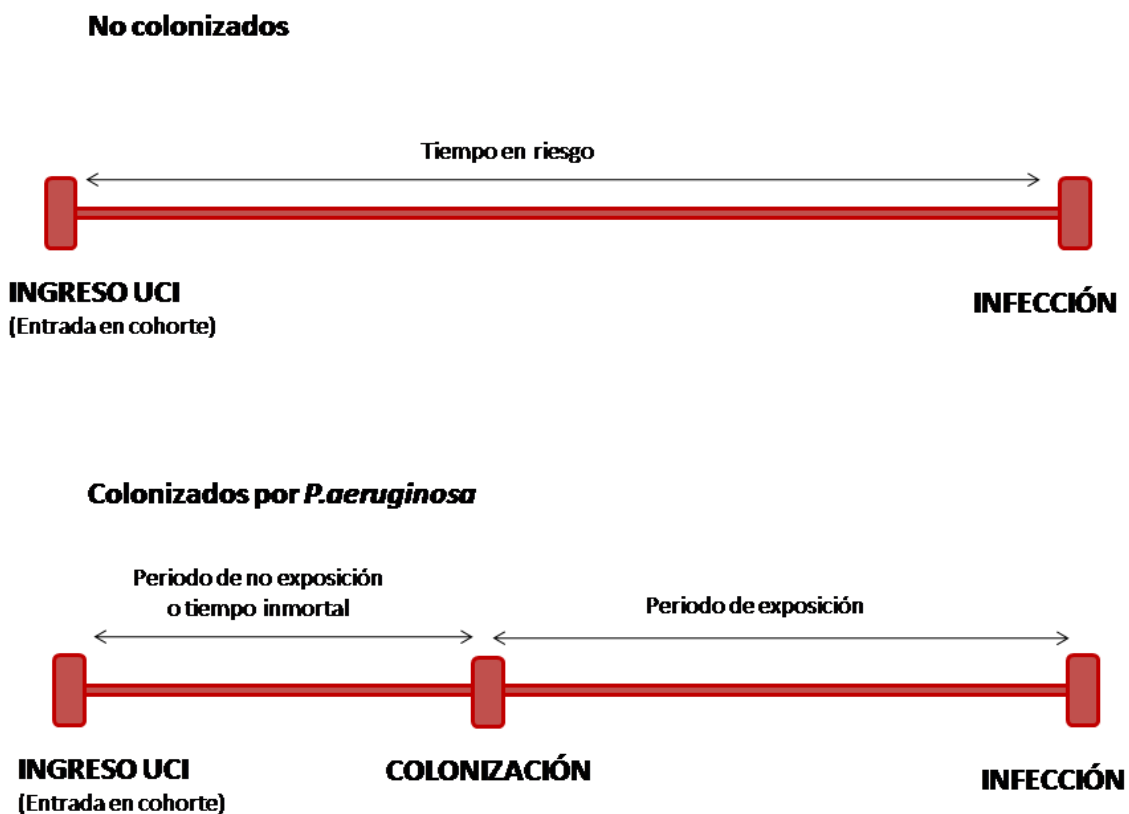 No colonizados
Tiempo en riesgo
INGRESO UCI
(Entrada en cohorte)
INFECCIÓN
Colonizados por P.aeruginosa
Periodo de no exposición
o tiempo inmortal
Periodo de exposición
INGRESO UCI
(Entrada en cohorte)
COLONIZACIÓN
INFECCIÓN